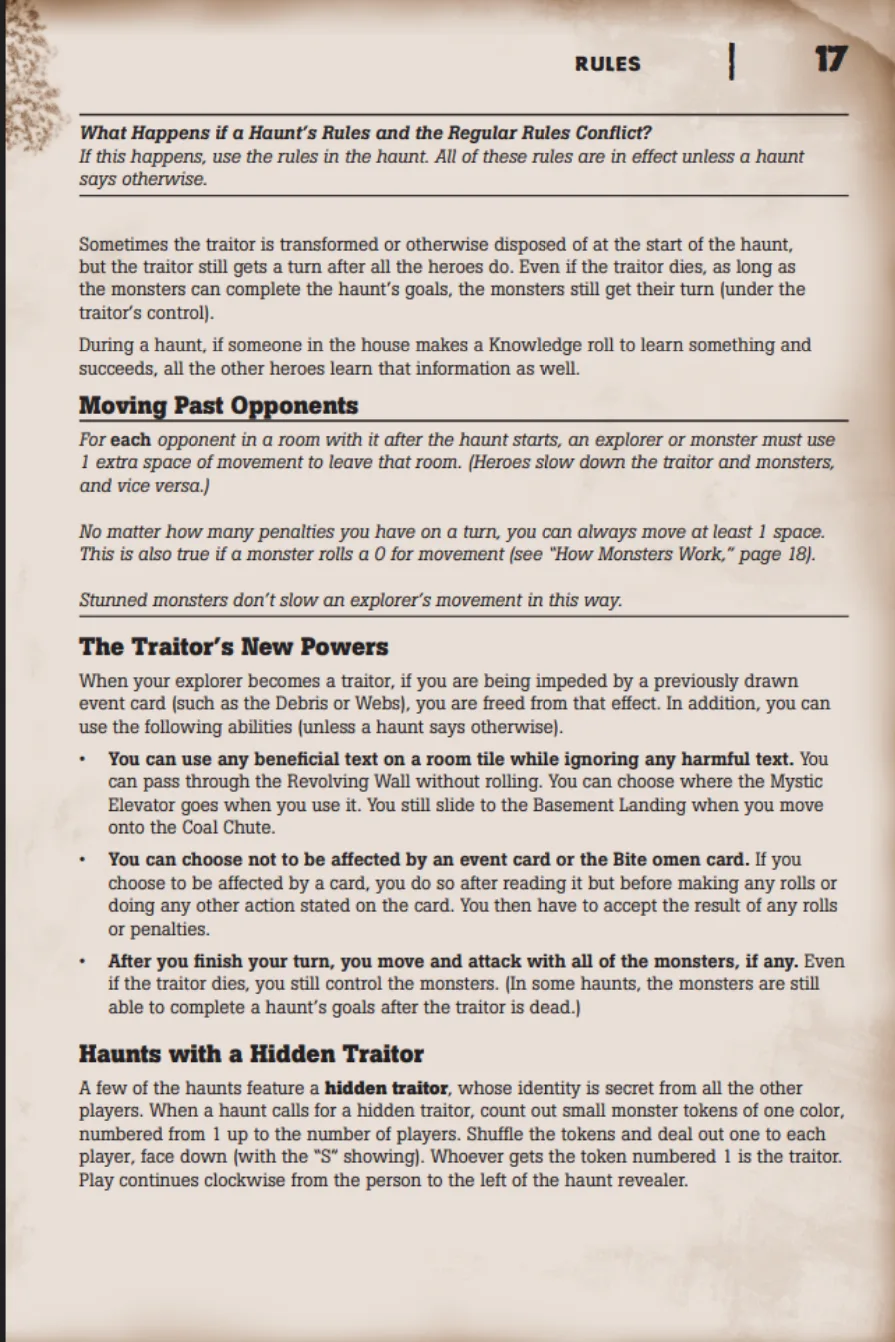 RULES | 17
What Happens if a Haunt's Rules and the Regular Rules Conflict?
If this happens, use the rules in the haunt. All of these rules are in effect unless a haunt
says otherwise.
Sometimes the traitor is transformed or otherwise disposed of at the start of the haunt,
but the traitor still gets a turn after all the heroes do. Even if the traitor dies, as long as
the monsters can complete the haunt's goals, the monsters still get their turn (under the
traitor's control).
During a haunt, if someone in the house makes a Knowledge roll to learn something and
succeeds, all the other heroes learn that information as well.
Moving Past Opponents
For each opponent in a room with it after the haunt starts, an explorer or monster must use
1 extra space of movement to leave that room. (Heroes slow down the traitor and monsters,
and vice versa.)
No matter how many penalties you have on a turn, you can always move at least 1 space.
This is also true if a monster rolls a 0 for movement (see "How Monsters Work," page 18).
Stunned monsters don't slow an explorer's movement in this way.
The Traitor's New Powers
When your explorer becomes a traitor, if you are being impeded by a previously drawn
event card (such as the Debris or Webs), you are freed from that effect. In addition, you can
use the following abilities (unless a haunt says otherwise).
• You can use any beneficial text on a room tile while ignoring any harmful text. You
can pass through the Revolving Wall without rolling. You can choose where the Mystic
Elevator goes when you use it. You still slide to the Basement Landing when you move
onto the Coal Chute.
• You can choose not to be affected by an event card or the Bite omen card. If you
choose to be affected by a card, you do so after reading it but before making any rolls or
doing any other action stated on the card. You then have to accept the result of any rolls
or penalties.
• After you finish your turn, you move and attack with all of the monsters, if any. Even
if the traitor dies, you still control the monsters. (In some haunts, the monsters are still
able to complete a haunt's goals after the traitor is dead.)
Haunts with a Hidden Traitor
A few of the haunts feature a hidden traitor, whose identity is secret from all the other
players. When a haunt calls for a hidden traitor, count out small monster tokens of one color,
numbered from 1 up to the number of players. Shuffle the tokens and deal out one to each
player, face down (with the "S" showing). Whoever gets the token numbered 1 is the traitor.
Play continues clockwise from the person to the left of the haunt revealer.